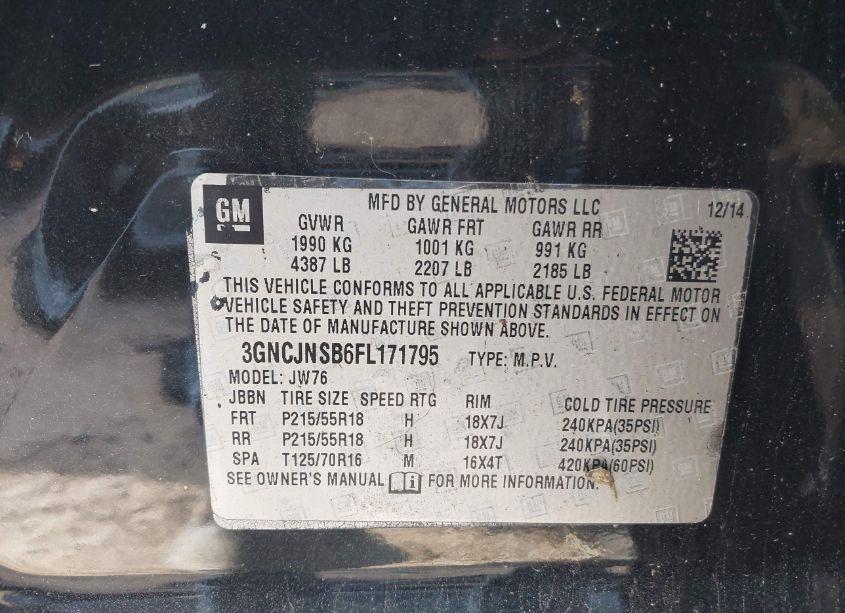 GM
MFD BY GENERAL MOTORS LLC 12/14
GVWR GAWR FRT GAWR RR
1990 KG 1001 KG 991 KG
4387 LB 2207 LB 2185 LB
THIS VEHICLE CONFORMS TO ALL APPLICABLE U.S. FEDERAL MOTOR
VEHICLE SAFETY AND THEFT PREVENTION STANDARDS IN EFFECT ON
THE DATE OF MANUFACTURE SHOWN ABOVE.
3GNCJNSB6FL171795 TYPE: M.P.V.
MODEL: JW76
JBBN TIRE SIZE SPEED RTG RIM COLD TIRE PRESSURE
FRT P215/55R18 H 18X7J 240KPA(35PSI)
RR P215/55R18 H 18X7J 240KPA(35PSI)
SPA T125/70R16 M 16X4T 420KPA(60PSI)
SEE OWNER'S MANUAL i FOR MORE INFORMATION.